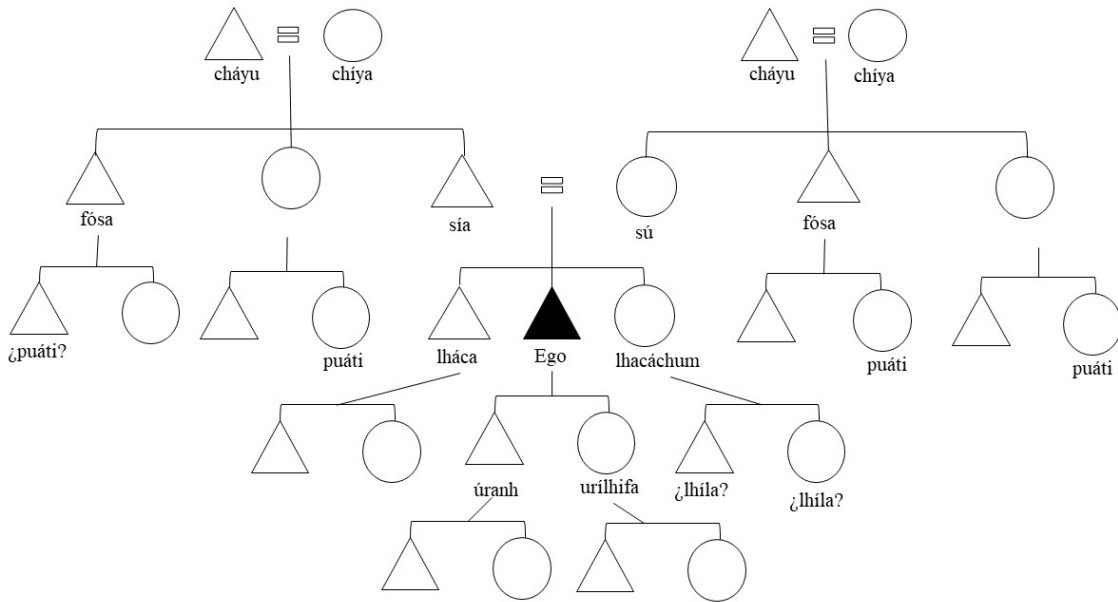 cháyu
chíya
cháyu
chíya
fósa
sía
sú
fósa
¿puáti?
puáti
lháca
Ego
lhacáchum
puáti
puáti
úranh
urílhifa
¿lhíla?
¿lhíla?